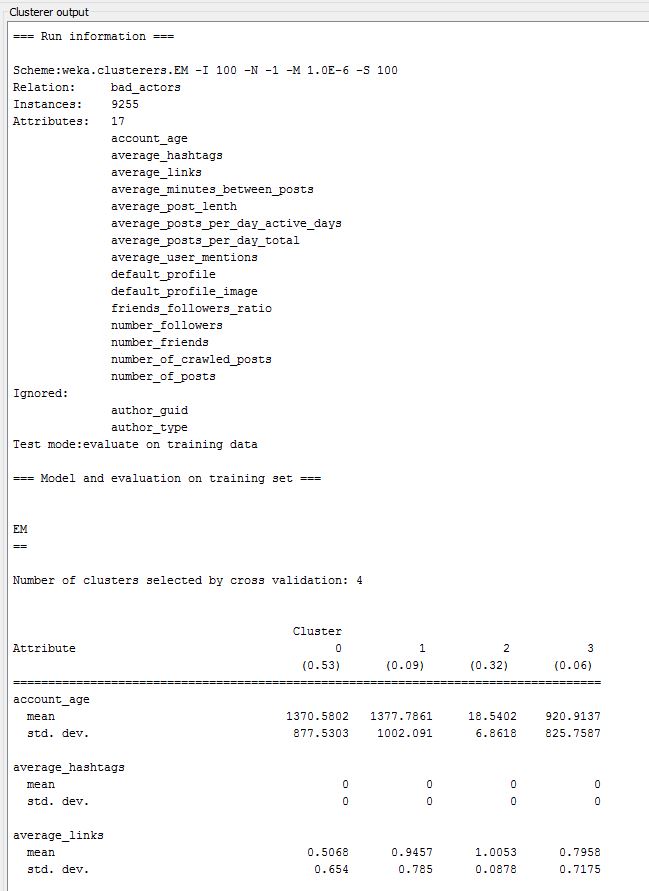 Clusterer output
=== Run information ===
Scheme:weka.clusterers.EM -I 100 -N -1 -M 1.0E-6 -S 100
Relation: bad_actors
Instances: 9255
Attributes: 17
account_age
average_hashtags
average_links
average_minutes_between_posts
average_post_lenth
average_posts_per_day_active_days
average_posts_per_day_total
average_user_mentions
default_profile
default_profile_image
friends_followers_ratio
number_followers
number_friends
number_of_crawled_posts
number_of_posts
Ignored:
author_guid
author_type
Test mode:evaluate on training data
=== Model and evaluation on training set ===
EM
==
Number of clusters selected by cross validation: 4
Cluster
Attribute 0 1 2 3
(0.53) (0.09) (0.32) (0.06)
======================================================================================
account_age
mean 1370.5802 1377.7861 18.5402 920.9137
std. dev. 877.5303 1002.091 6.8618 825.7587
average_hashtags
mean 0 0 0 0
std. dev. 0 0 0 0
average_links
mean 0.5068 0.9457 1.0053 0.7958
std. dev. 0.654 0.785 0.0878 0.7175